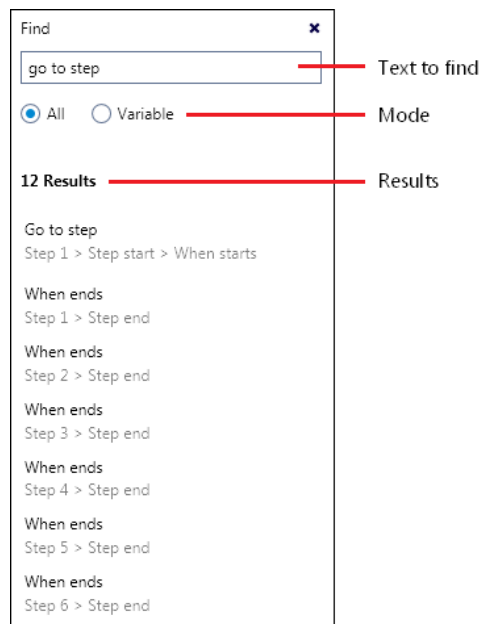 Find
go to step
Text to find
All
Variable
Mode
12 Results
Results
Go to step
Step 1 > Step start > When starts
When ends
Step 1 > Step end
When ends
Step 2 > Step end
When ends
Step 3 > Step end
When ends
Step 4 > Step end
When ends
Step 5 > Step end
When ends
Step 6 > Step end